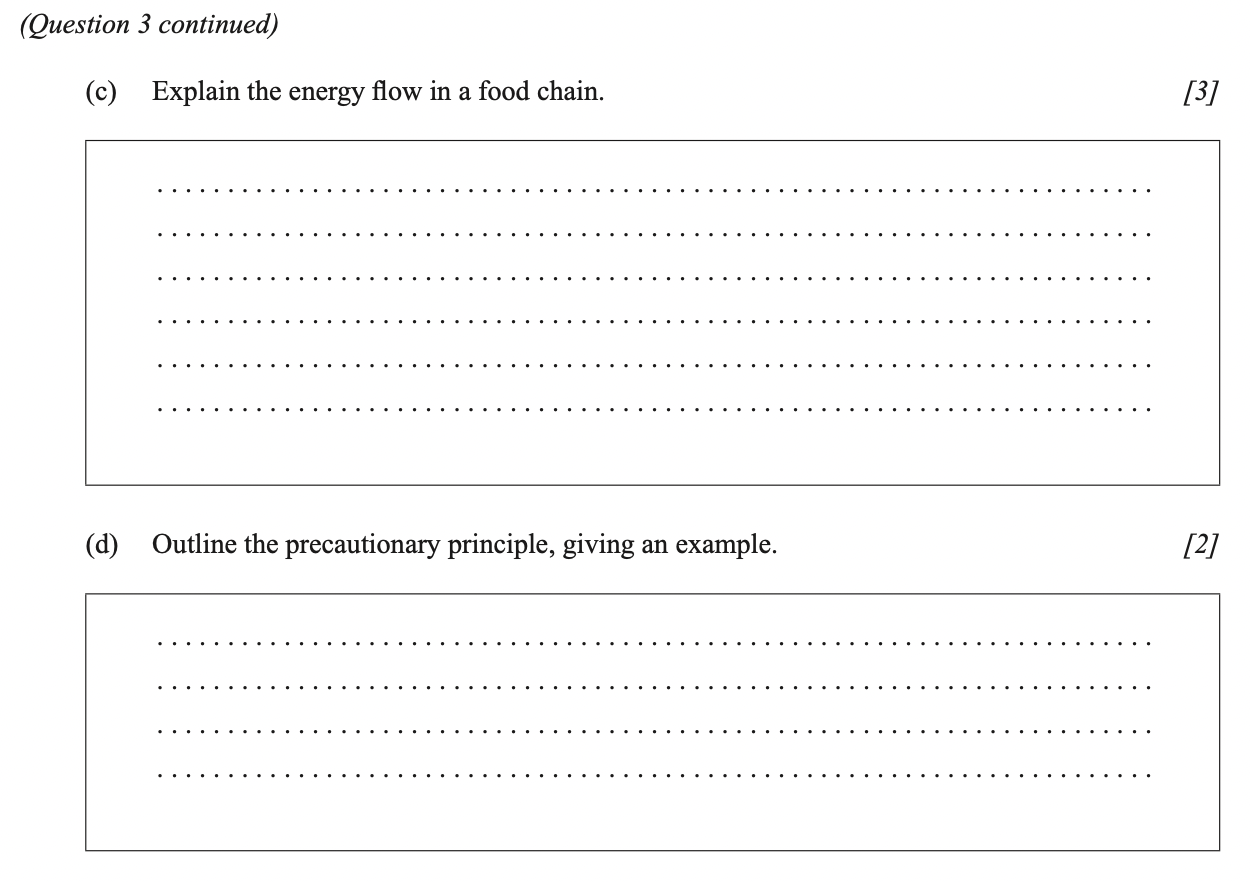 (Question 3 continued)
(c) Explain the energy flow in a food chain. [3]
(d) Outline the precautionary principle, giving an example. [2]